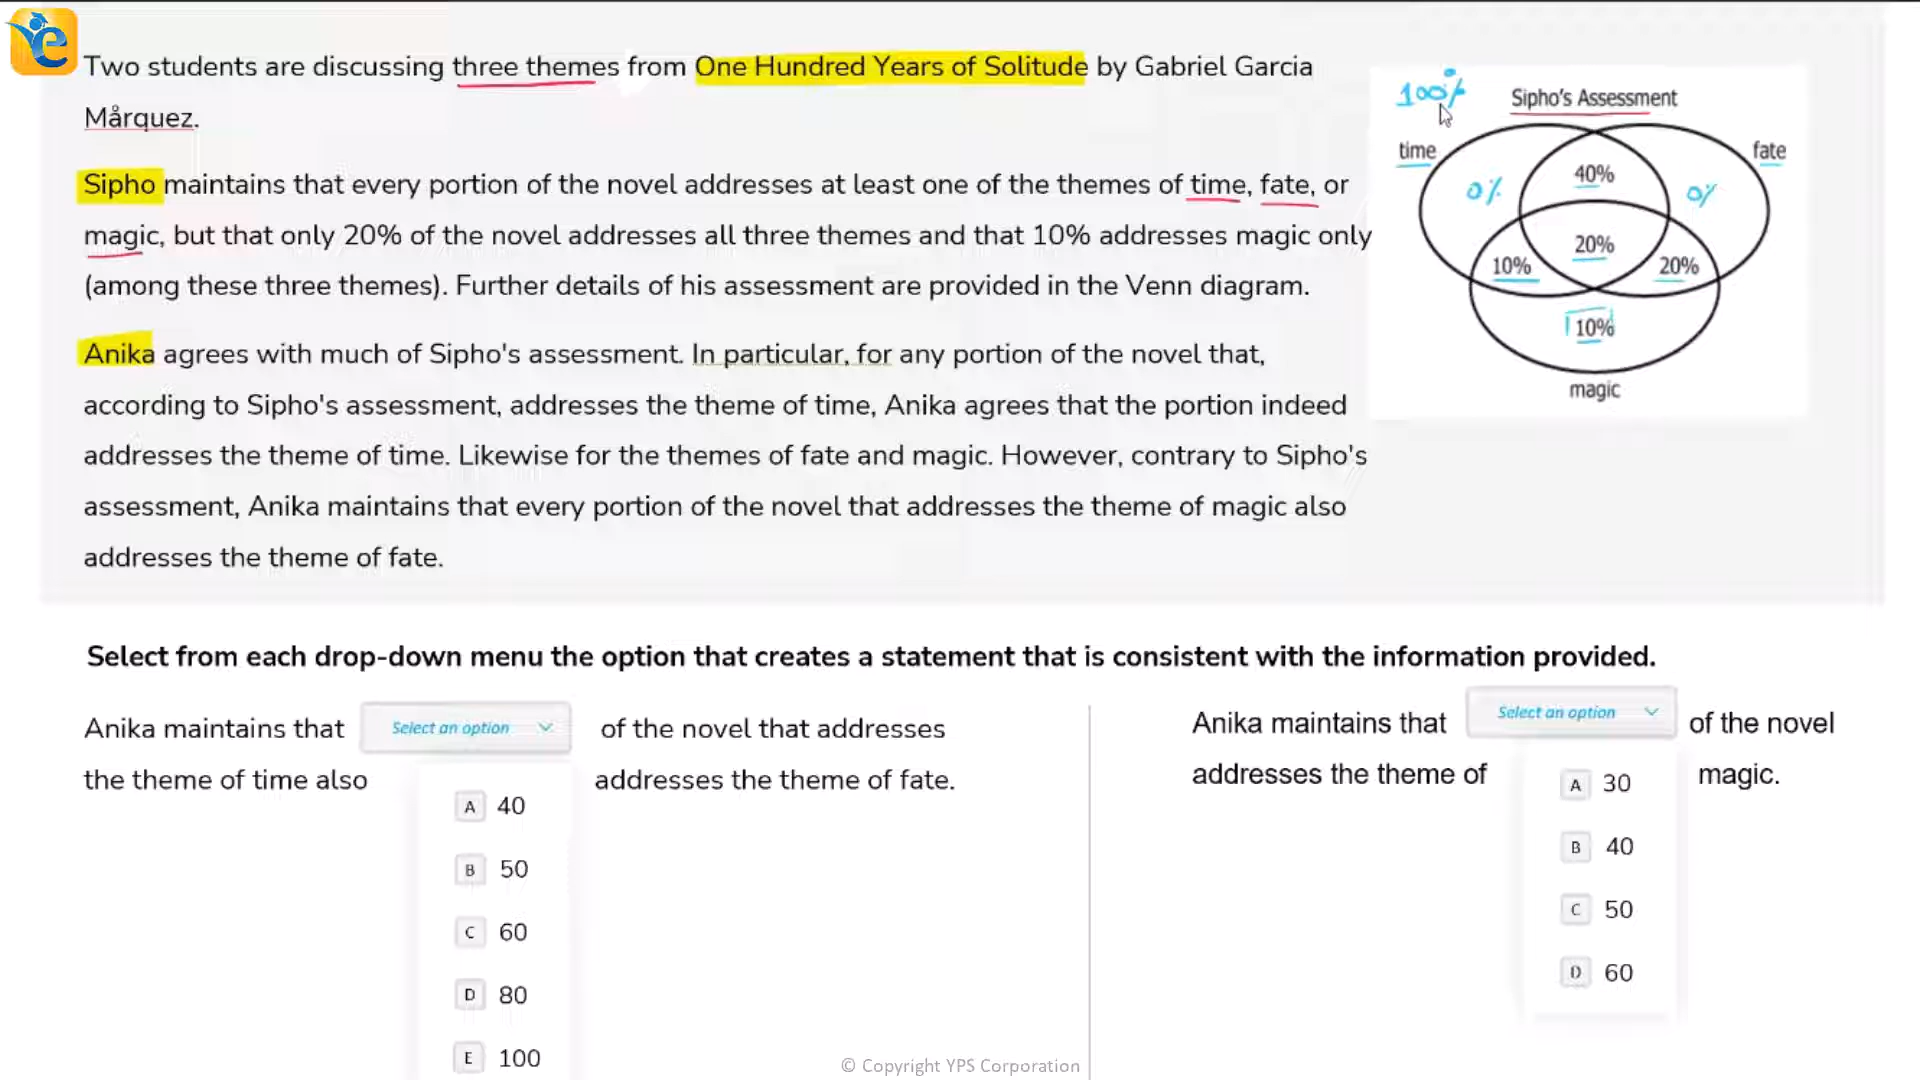 Two students are discussing three themes from One Hundred Years of Solitude by Gabriel Garcia
Mårquez.
Sipho maintains that every portion of the novel addresses at least one of the themes of time, fate, or
magic, but that only 20% of the novel addresses all three themes and that 10% addresses magic only
(among these three themes). Further details of his assessment are provided in the Venn diagram.
Anika agrees with much of Sipho's assessment. In particular, for any portion of the novel that,
according to Sipho's assessment, addresses the theme of time, Anika agrees that the portion indeed
addresses the theme of time. Likewise for the themes of fate and magic. However, contrary to Sipho's
assessment, Anika maintains that every portion of the novel that addresses the theme of magic also
addresses the theme of fate.
100%
Sipho's Assessment
time
fate
40%
0%
0%
20%
10%
20%
10%
magic
Select from each drop-down menu the option that creates a statement that is consistent with the information provided.
Anika maintains that Select an option of the novel that addresses
the theme of time also addresses the theme of fate.
A 40
B 50
C 60
D 80
E 100
Anika maintains that Select an option of the novel
addresses the theme of magic.
A 30
B 40
C 50
D 60
© Copyright YPS Corporation